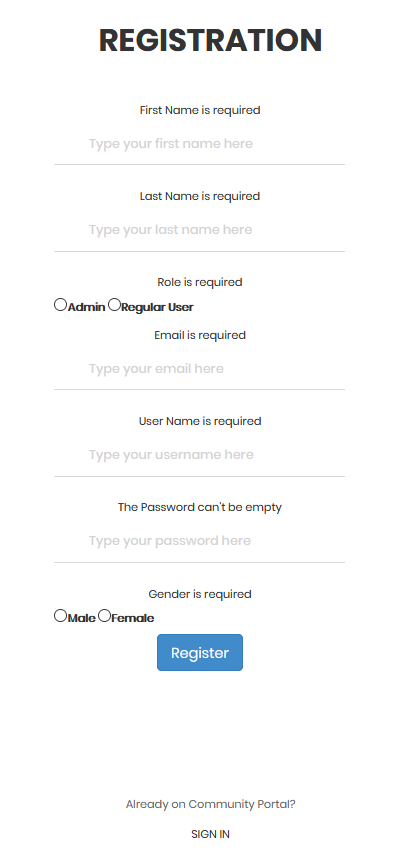 REGISTRATION
First Name is required
Type your first name here
Last Name is required
Type your last name here
Role is required
Admin Regular User
Email is required
Type your email here
User Name is required
Type your username here
The Password can't be empty
Type your password here
Gender is required
Male Female
Register
Already on Community Portal?
SIGN IN